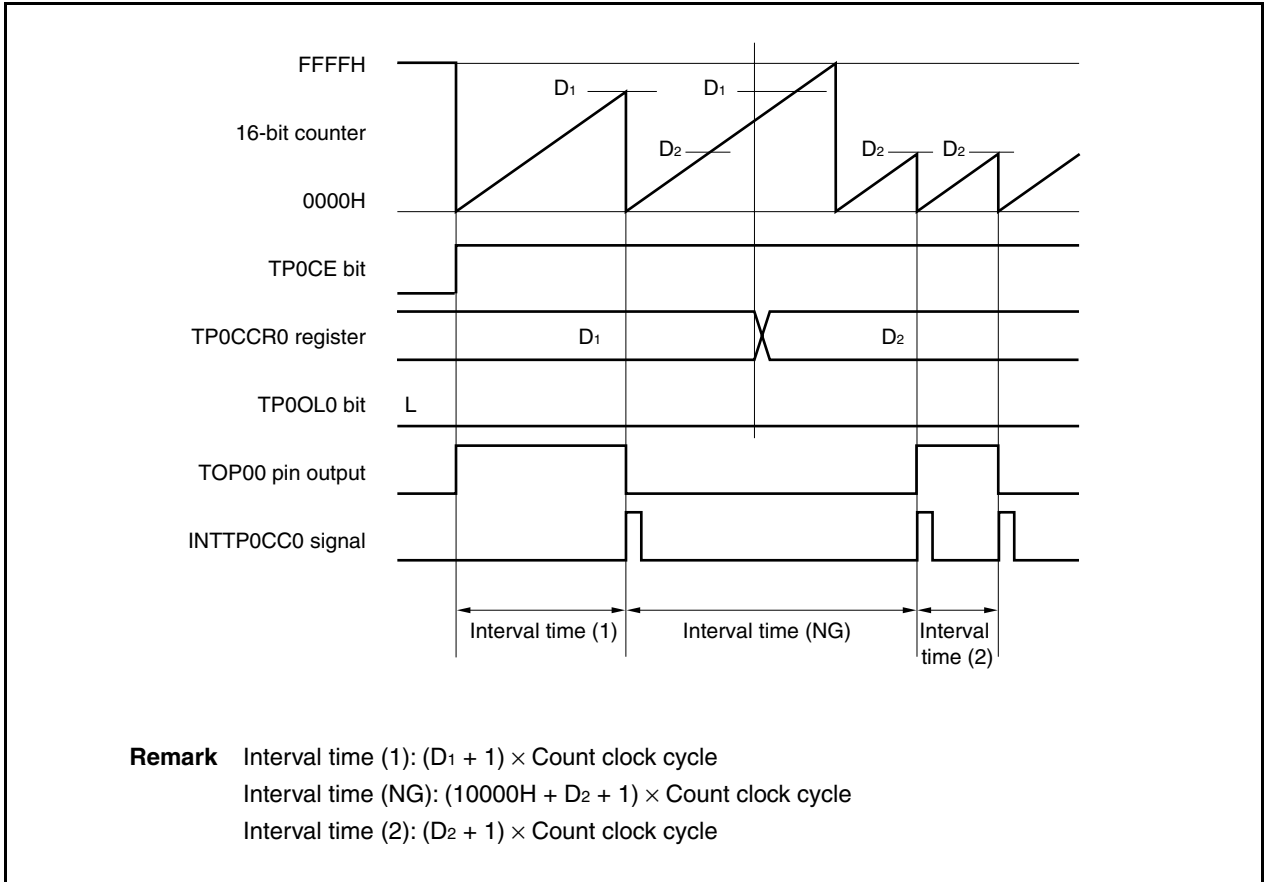 FFFFH
D1
D1
16-bit counter
D2
D2
D2
0000H
TP0CE bit
TP0CCR0 register
D1
D2
TP0OL0 bit
L
TOP00 pin output
INTTP0CC0 signal
Interval time (1)
Interval time (NG)
Interval
time (2)
Remark Interval time (1): (D1 + 1) × Count clock cycle
Interval time (NG): (10000H + D2 + 1) × Count clock cycle
Interval time (2): (D2 + 1) × Count clock cycle